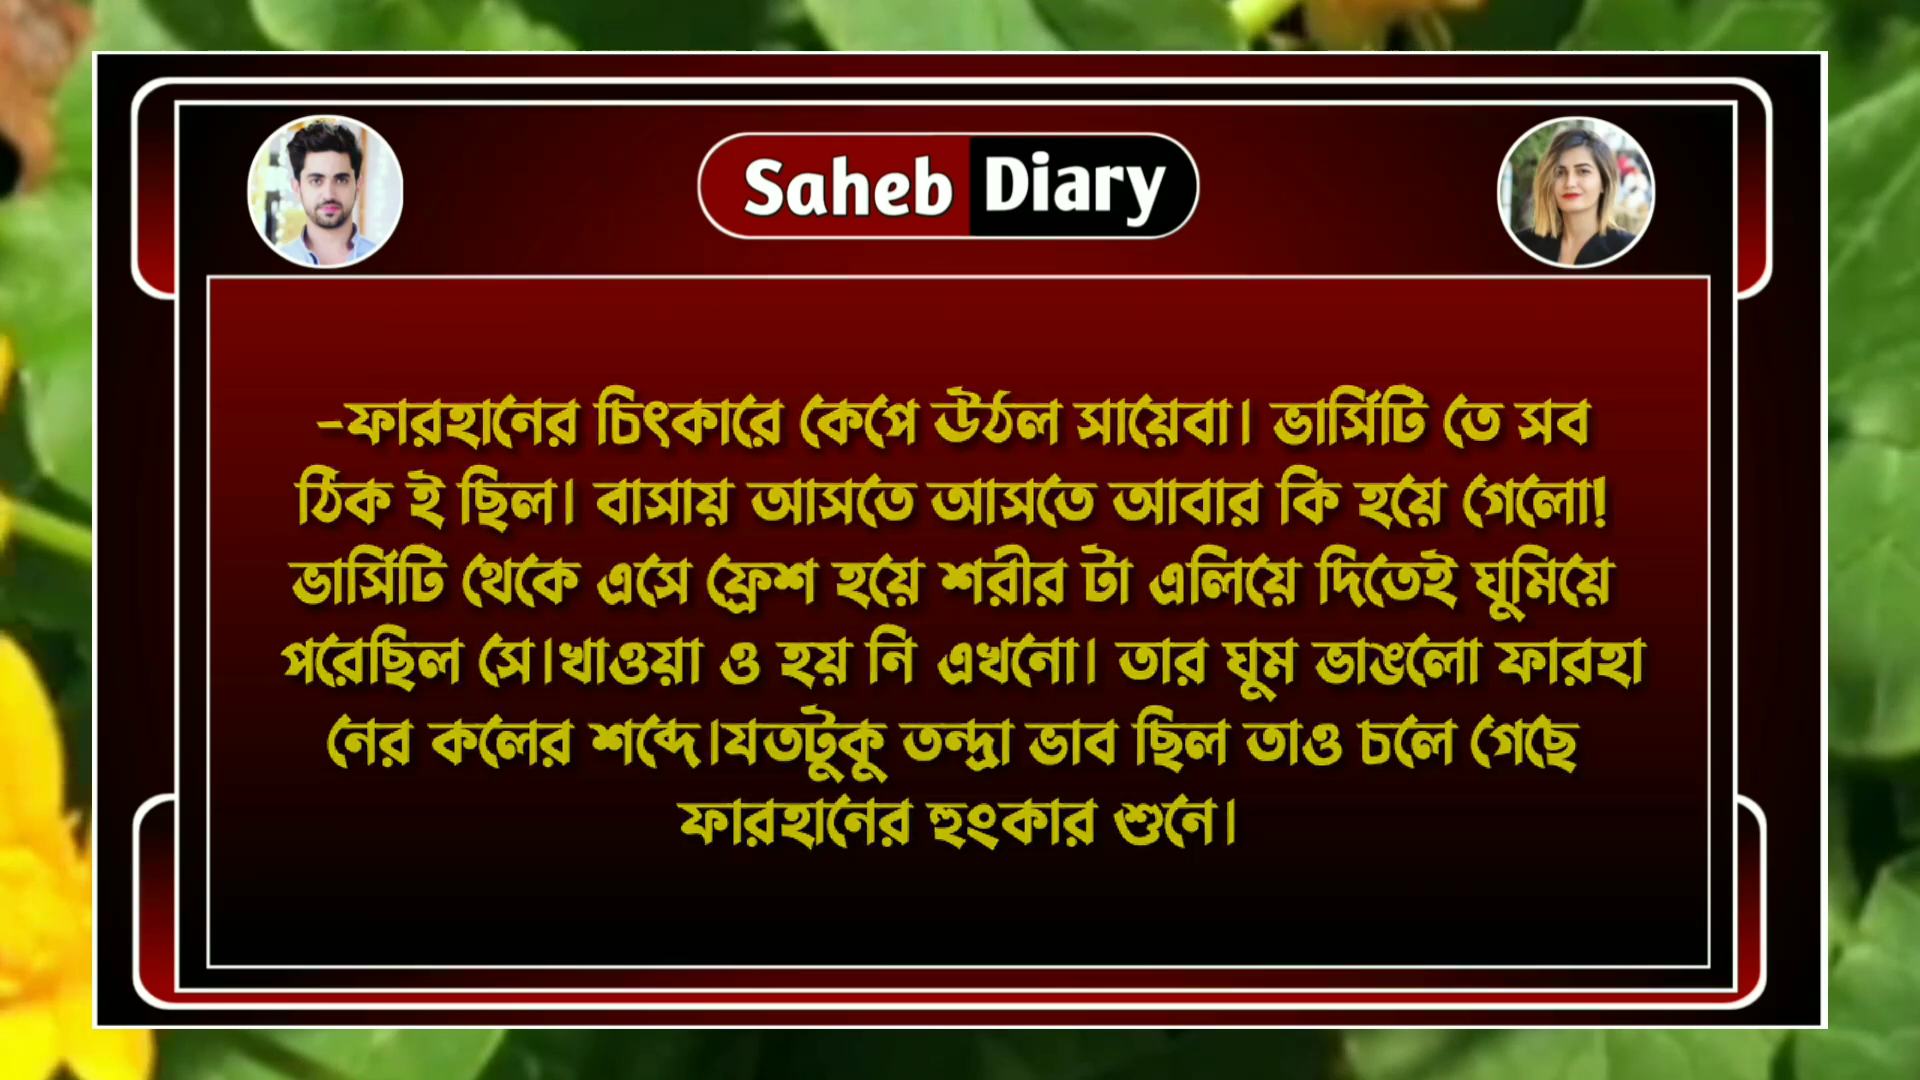 Saheb Diary
-ফারহানের চিৎকারে কেপে উঠল সায়েবা। ভার্সিটি তে সব
ঠিক ই ছিল। বাসায় আসতে আসতে আবার কি হয়ে গেলো!
ভার্সিটি থেকে এসে ফ্রেশ হয়ে শরীর টা এলিয়ে দিতেই ঘুমিয়ে
পরেছিল সে।খাওয়া ও হয় নি এখনো। তার ঘুম ভাঙলো ফারহা
নের কলের শব্দে।যতটুকু তন্দ্রা ভাব ছিল তাও চলে গেছে
ফারহানের হুংকার শুনে।